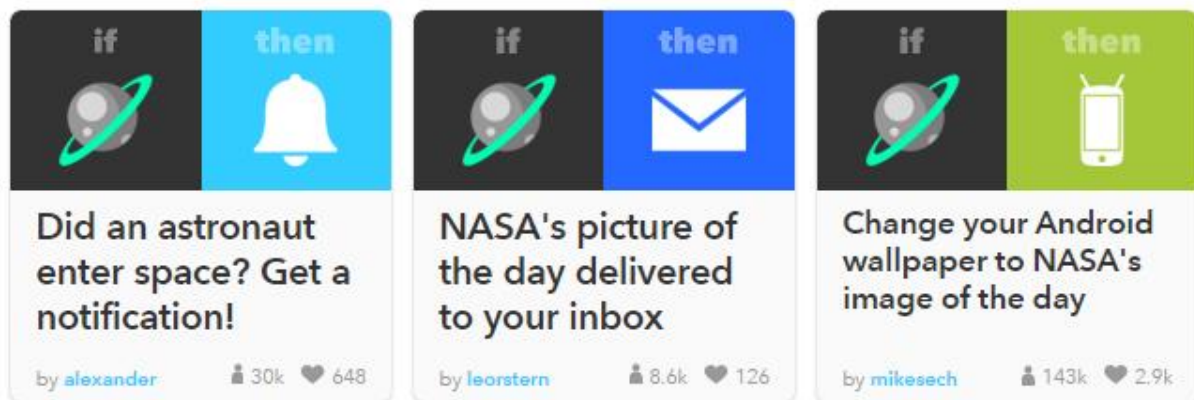 if then
Did an astronaut
enter space? Get a
notification!
by alexander 30k 648
if then
NASA's picture of
the day delivered
to your inbox
by leorstern 8.6k 126
if then
Change your Android
wallpaper to NASA's
image of the day
by mikesech 143k 2.9k